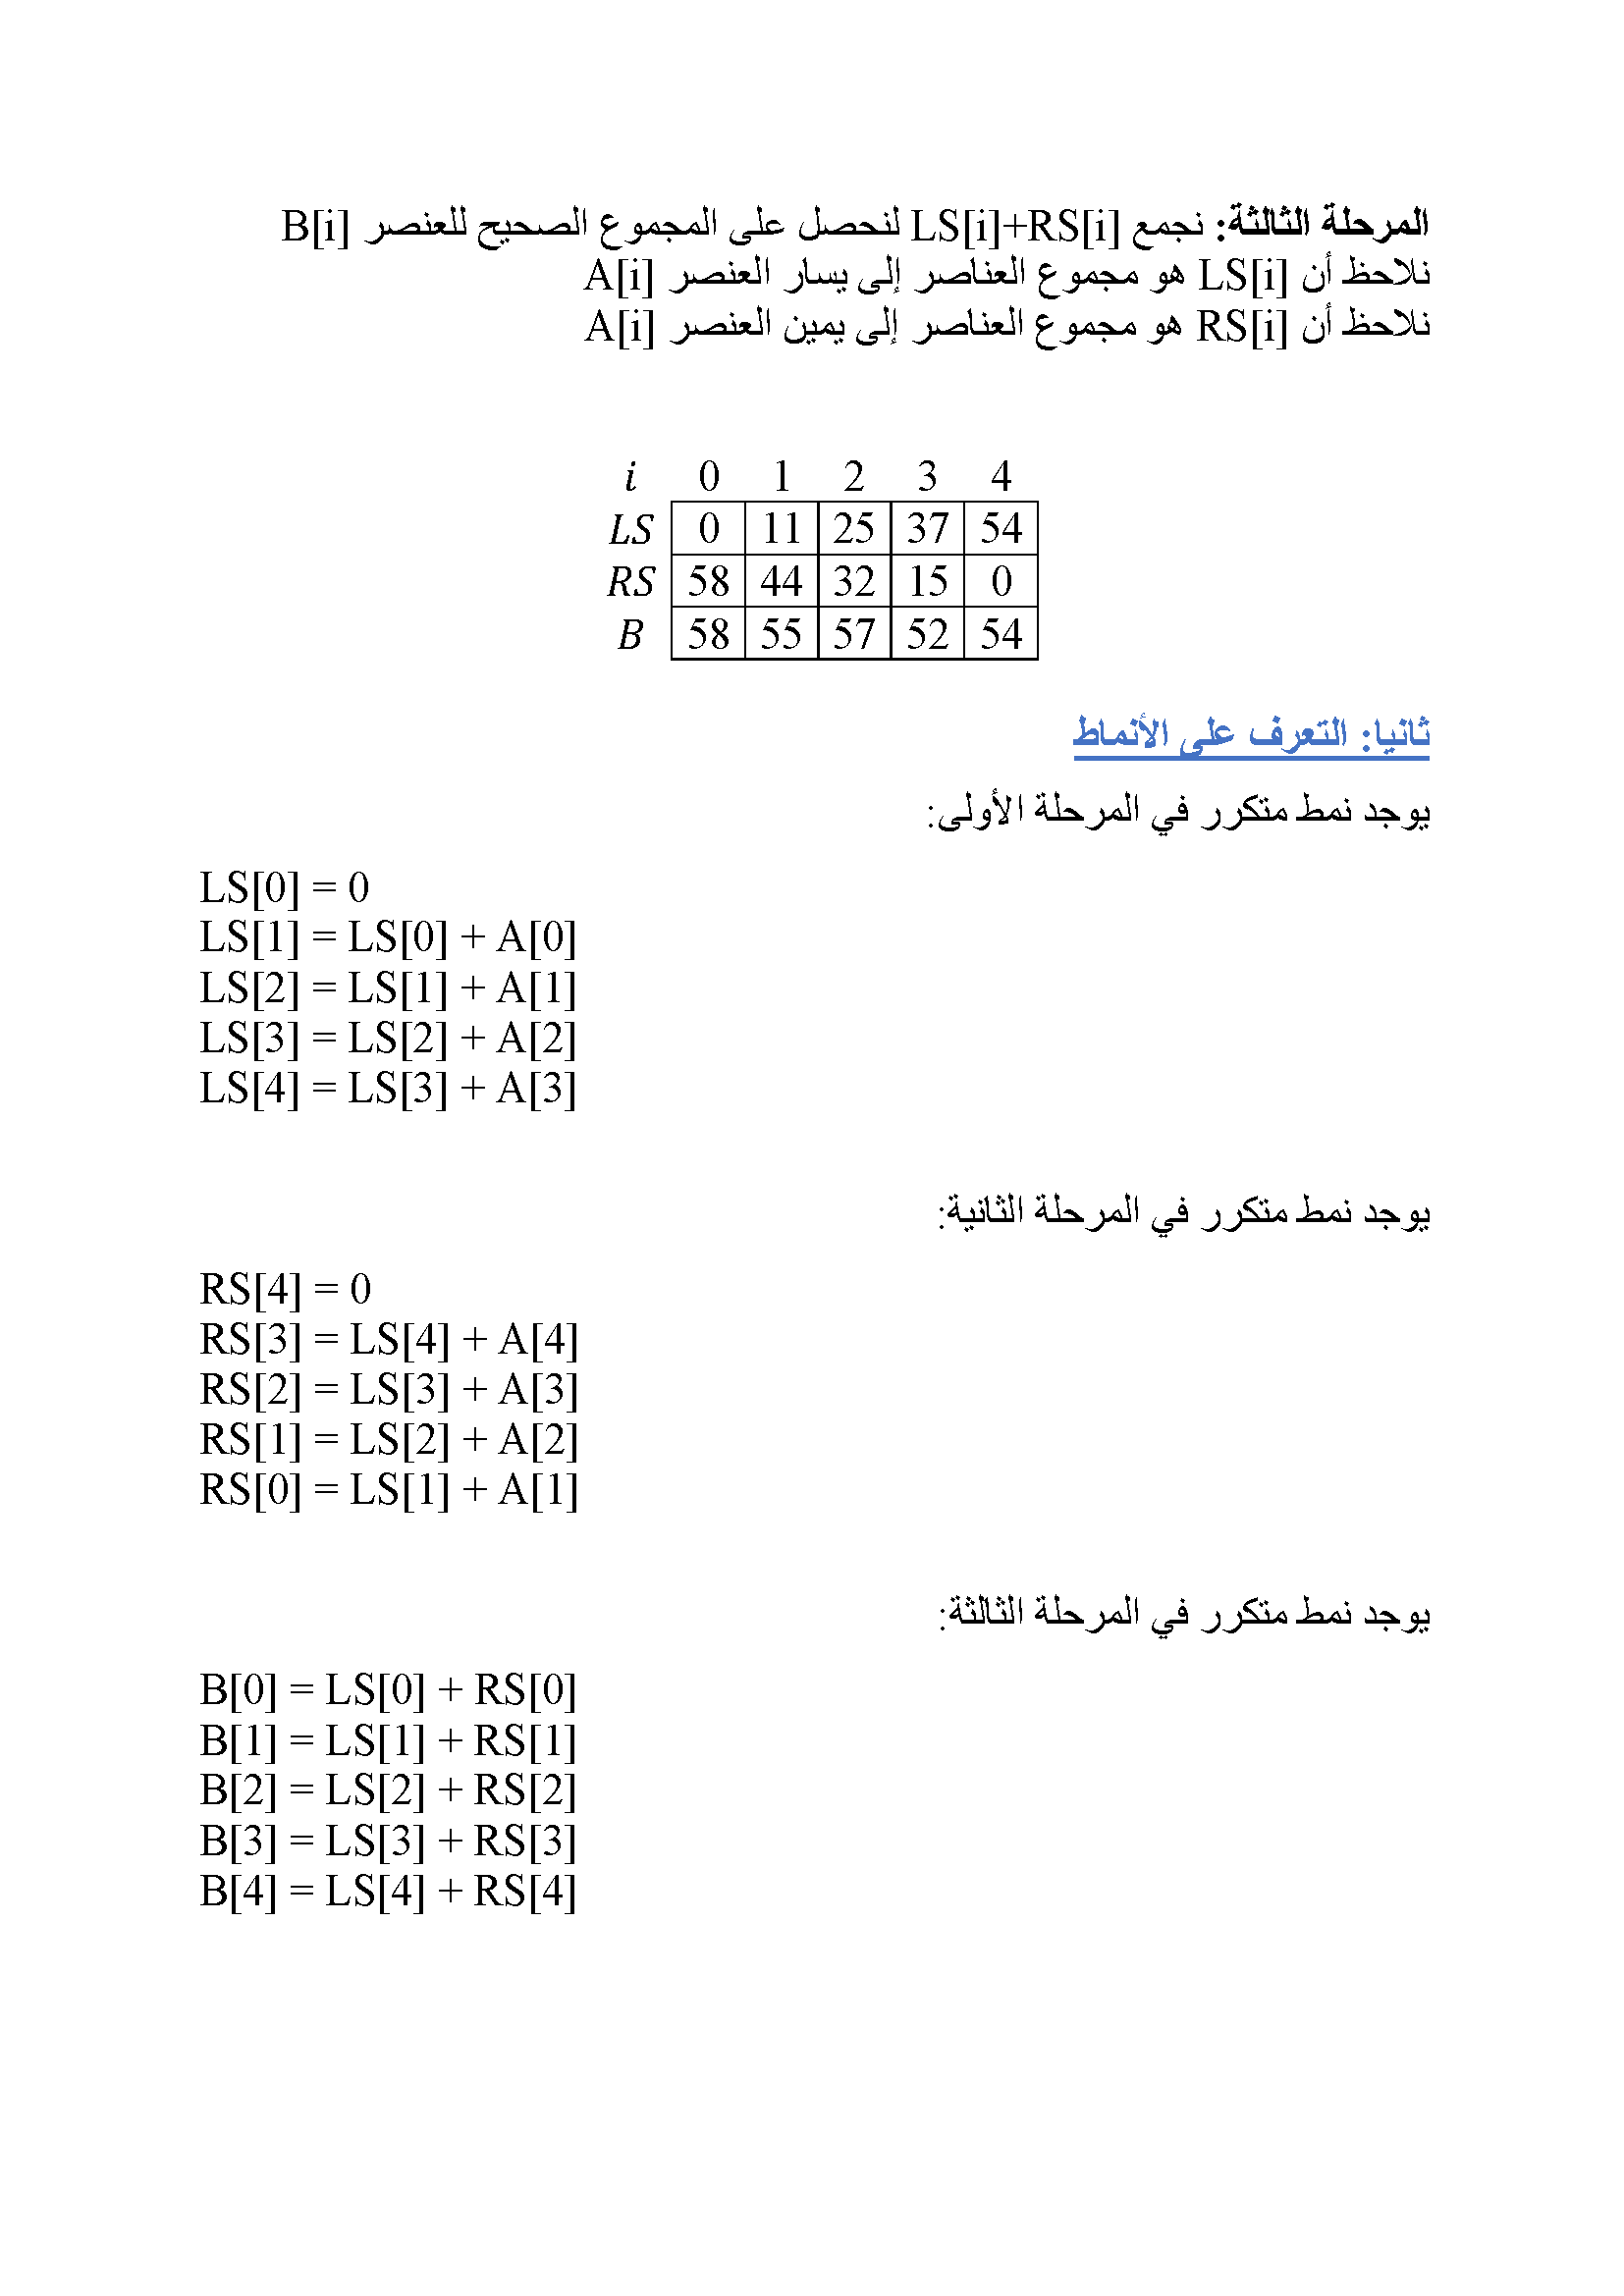 المرحلة الثالثة: نجمع LS[i]+RS[i] لنحصل على المجموع الصحيح للعنصر B[i]
نلاحظ أن LS[i] هو مجموع العناصر إلى يسار العنصر A[i]
نلاحظ أن RS[i] هو مجموع العناصر إلى يمين العنصر A[i]
i 0 1 2 3 4
LS 0 11 25 37 54
RS 58 44 32 15 0
B 58 55 57 52 54
ثانيا: التعرف على الأنماط
يوجد نمط متكرر في المرحلة الأولى:
LS[0] = 0
LS[1] = LS[0] + A[0]
LS[2] = LS[1] + A[1]
LS[3] = LS[2] + A[2]
LS[4] = LS[3] + A[3]
يوجد نمط متكرر في المرحلة الثانية:
RS[4] = 0
RS[3] = LS[4] + A[4]
RS[2] = LS[3] + A[3]
RS[1] = LS[2] + A[2]
RS[0] = LS[1] + A[1]
يوجد نمط متكرر في المرحلة الثالثة:
B[0] = LS[0] + RS[0]
B[1] = LS[1] + RS[1]
B[2] = LS[2] + RS[2]
B[3] = LS[3] + RS[3]
B[4] = LS[4] + RS[4]